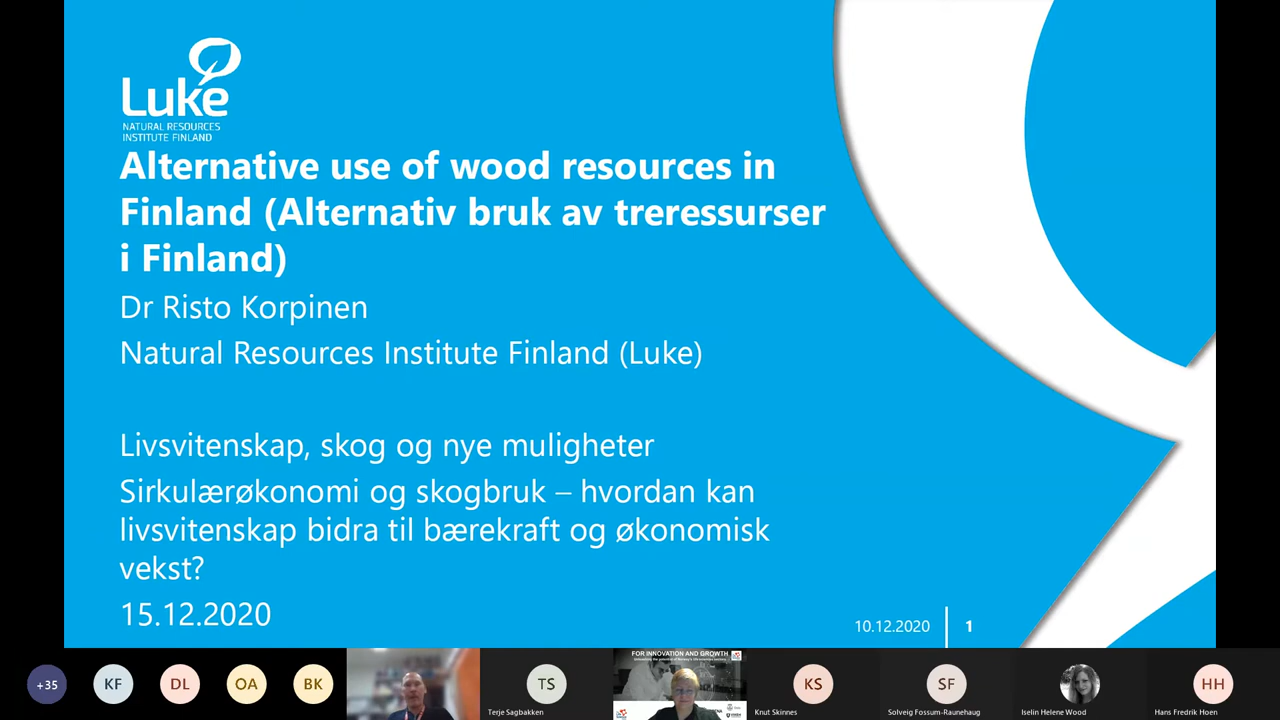 Luke
NATURAL RESOURCES
INSTITUTE FINLAND
Alternative use of wood resources in
Finland (Alternativ bruk av treressurser
i Finland)
Dr Risto Korpinen
Natural Resources Institute Finland (Luke)
Livsvitenskap, skog og nye muligheter
Sirkulærøkonomi og skogbruk – hvordan kan
livsvitenskap bidra til bærekraft og økonomisk
vekst?
15.12.2020
10.12.2020
1
+35
KF
DL
OA
BK
TS
Terje Sagbakken
FOR INNOVATION AND GROWTH
KS
Knut Skinnes
SF
Solveig Fossum-Raunehaug
Iselin Helene Wood
HH
Hans Fredrik Hoen